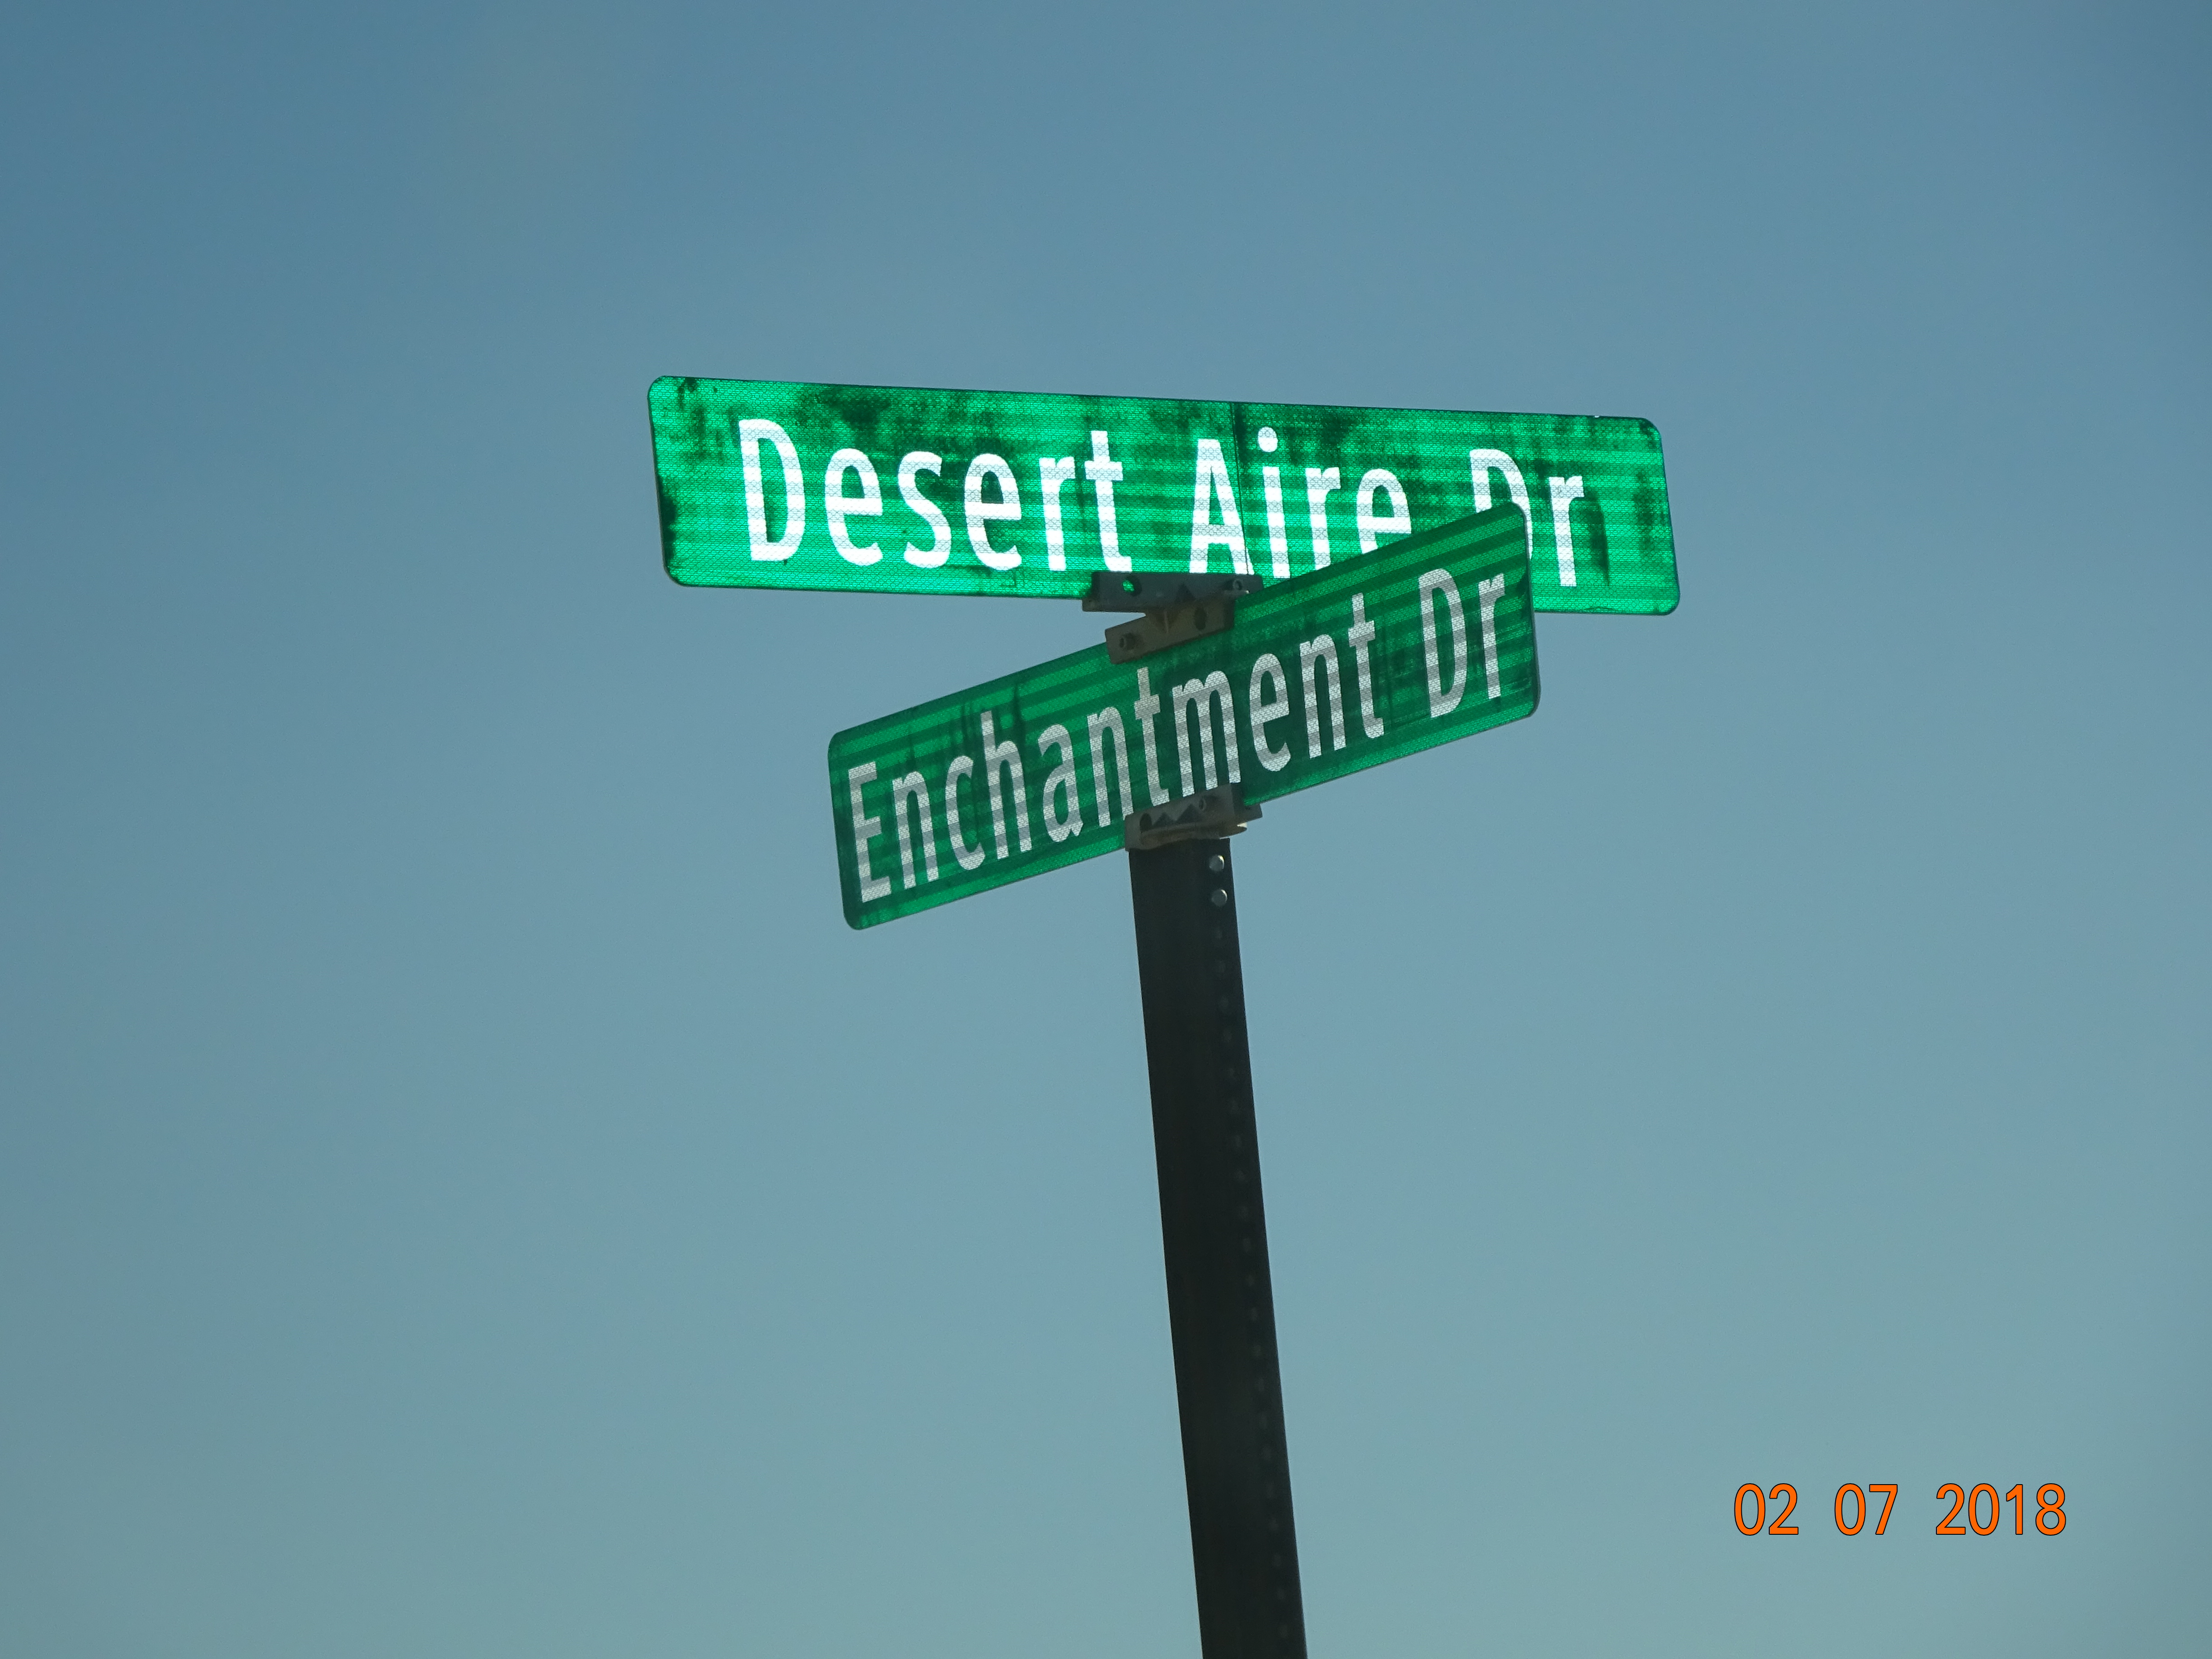 Desert Aire Dr
Enchantment Dr
02 07 2018